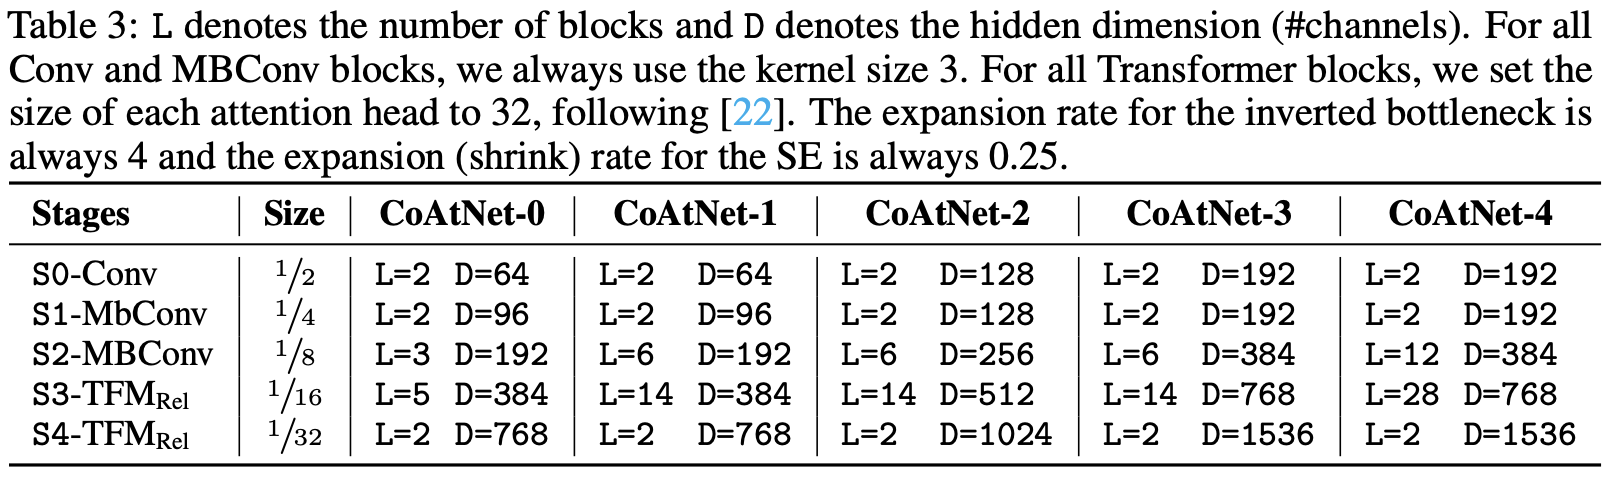 Table 3: L denotes the number of blocks and D denotes the hidden dimension (#channels). For all
Conv and MBConv blocks, we always use the kernel size 3. For all Transformer blocks, we set the
size of each attention head to 32, following [22]. The expansion rate for the inverted bottleneck is
always 4 and the expansion (shrink) rate for the SE is always 0.25.
Stages Size CoAtNet-0 CoAtNet-1 CoAtNet-2 CoAtNet-3 CoAtNet-4
S0-Conv 1/2 L=2 D=64 L=2 D=64 L=2 D=128 L=2 D=192 L=2 D=192
S1-MbConv 1/4 L=2 D=96 L=2 D=96 L=2 D=128 L=2 D=192 L=2 D=192
S2-MBConv 1/8 L=3 D=192 L=6 D=192 L=6 D=256 L=6 D=384 L=12 D=384
S3-TFMRel 1/16 L=5 D=384 L=14 D=384 L=14 D=512 L=14 D=768 L=28 D=768
S4-TFMRel 1/32 L=2 D=768 L=2 D=768 L=2 D=1024 L=2 D=1536 L=2 D=1536